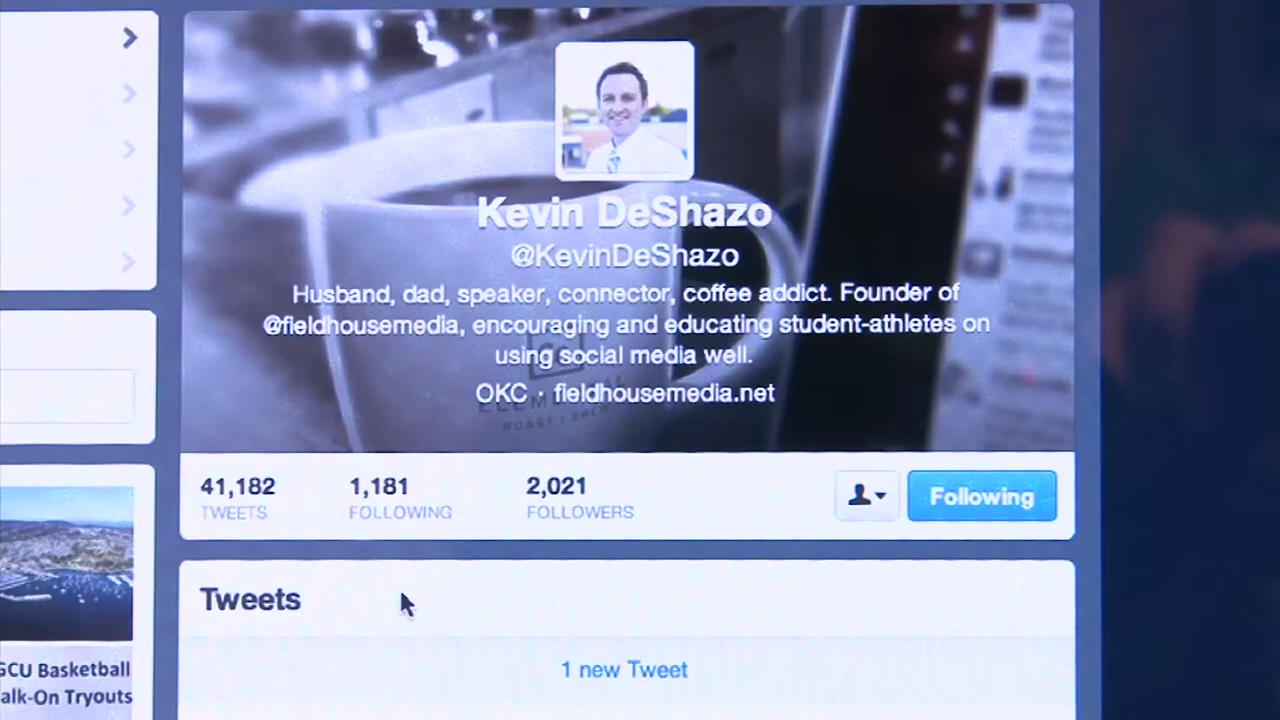 Kevin DeShazo
@KevinDeShazo
Husband, dad, speaker, connector, coffee addict. Founder of
@fieldhousemedia, encouraging and educating student-athletes on
using social media well.
OKC · fieldhousemedia.net
ROAST
41,182
TWEETS
1,181
FOLLOWING
2,021
FOLLOWERS
Following
Tweets
1 new Tweet
GCU Basketball
alk-On Tryouts